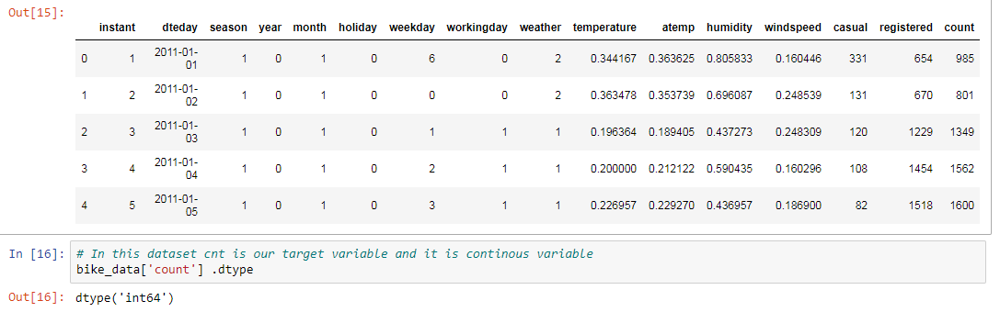 Out[15]:
instant dteday season year month holiday weekday workingday weather temperature atemp humidity windspeed casual registered count
0 1 2011-01-01 1 0 1 0 6 0 2 0.344167 0.363625 0.805833 0.160446 331 654 985
1 2 2011-01-02 1 0 1 0 0 0 2 0.363478 0.353739 0.696087 0.248539 131 670 801
2 3 2011-01-03 1 0 1 0 1 1 1 0.196364 0.189405 0.437273 0.248309 120 1229 1349
3 4 2011-01-04 1 0 1 0 2 1 1 0.200000 0.212122 0.590435 0.160296 108 1454 1562
4 5 2011-01-05 1 0 1 0 3 1 1 0.226957 0.229270 0.436957 0.186900 82 1518 1600
In [16]: # In this dataset cnt is our target variable and it is continous variable
bike_data['count'] .dtype
Out[16]: dtype('int64')